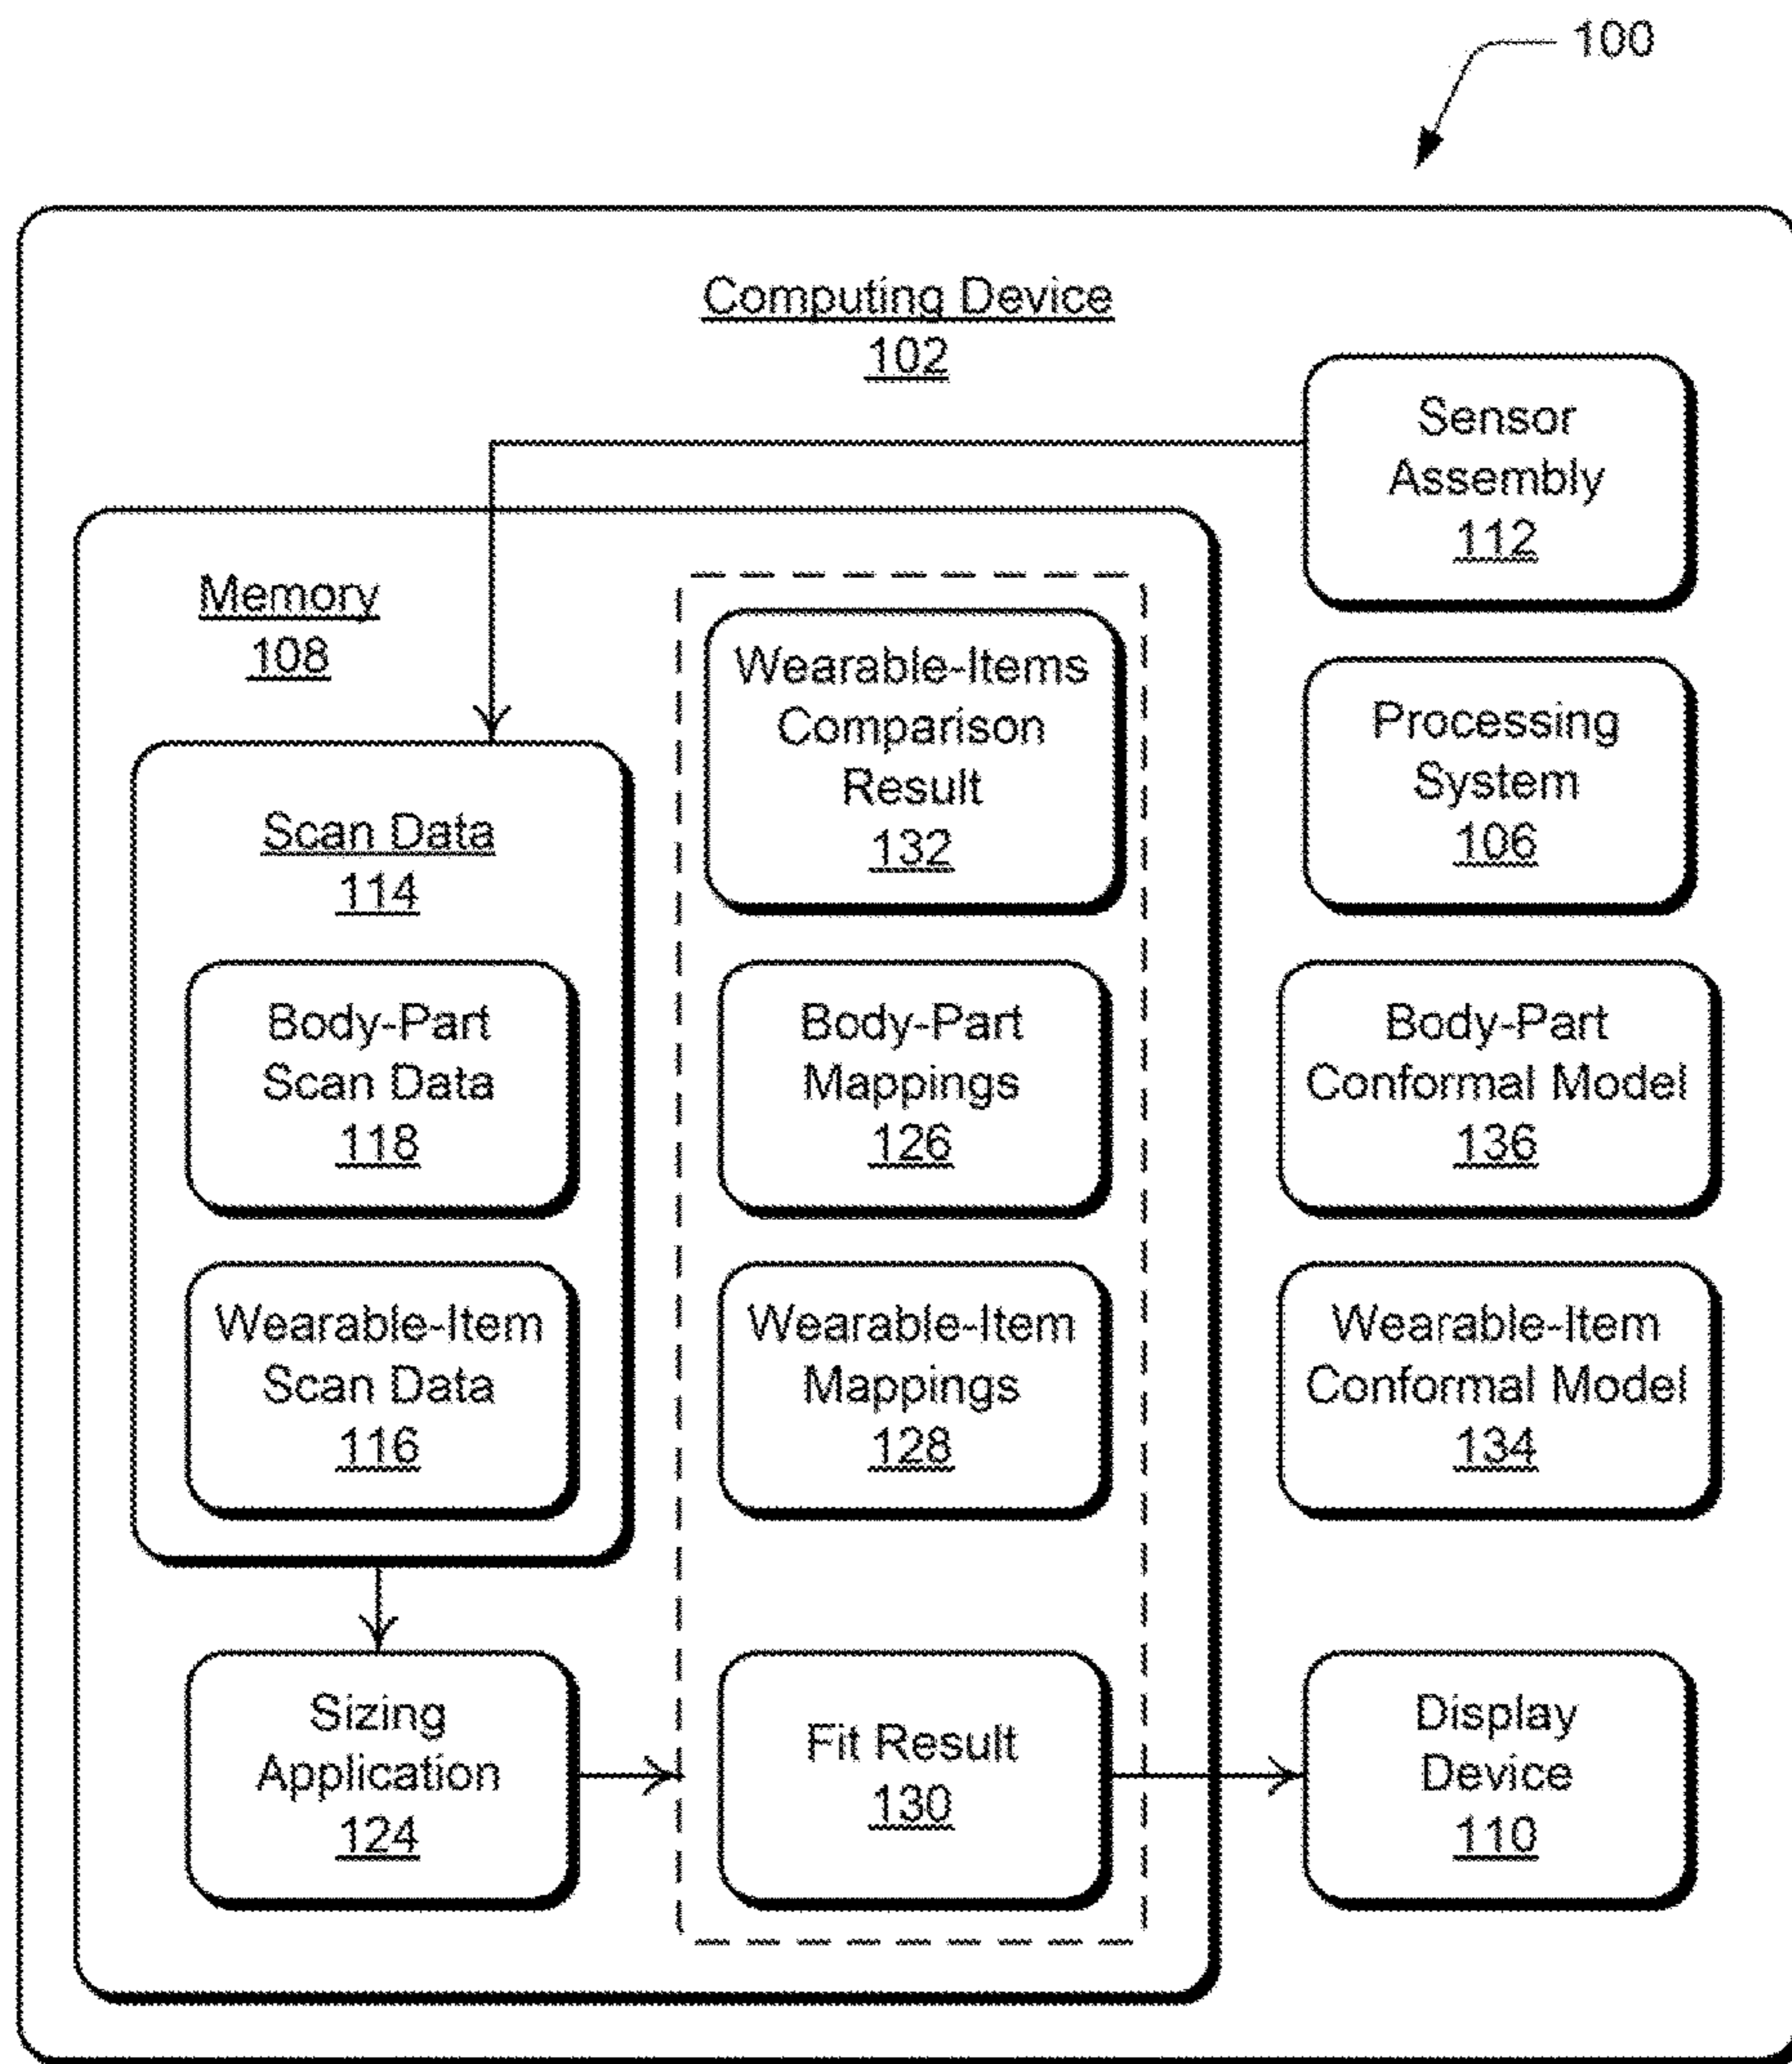 100
Computing Device
102
Sensor
Assembly
112
Memory
108
Wearable-Items
Comparison
Result
132
Processing
System
106
Scan Data
114
Body-Part
Scan Data
118
Body-Part
Mappings
126
Body-Part
Conformal Model
136
Wearable-Item
Scan Data
116
Wearable-Item
Mappings
128
Wearable-Item
Conformal Model
134
Sizing
Application
124
Fit Result
130
Display
Device
110